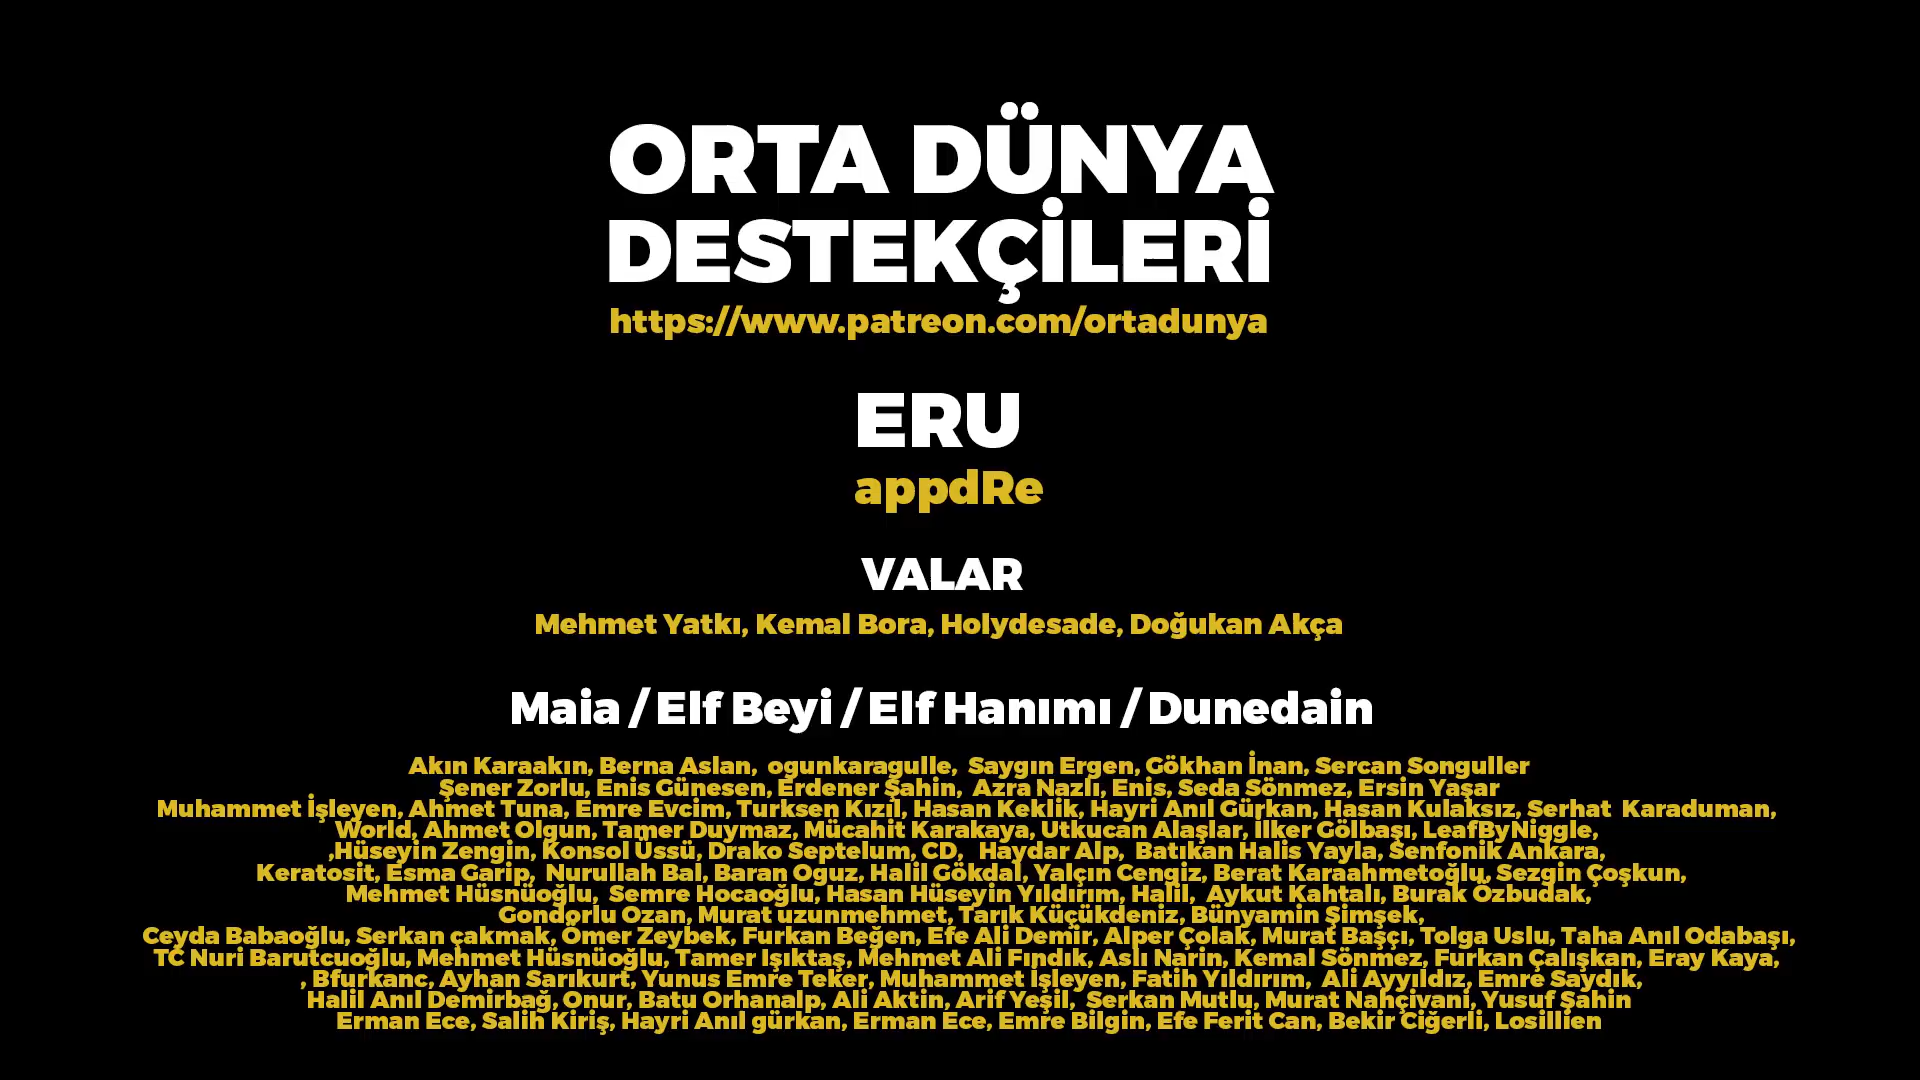 ORTA DÜNYA
DESTEKÇİLERİ
https://www.patreon.com/ortadunya
ERU
appdRe
VALAR
Mehmet Yatkı, Kemal Bora, Holydesade, Doğukan Akça
Maia / Elf Beyi / Elf Hanımı / Dunedain
Akın Karaakın, Berna Aslan,  ogunkaragulle,  Saygın Ergen, Gökhan İnan, Sercan Songuller
Şener Zorlu, Enis Günesen, Erdener Şahin,  Azra Nazlı, Enis, Seda Sönmez, Ersin Yaşar
Muhammet İşleyen, Ahmet Tuna, Emre Evcim, Turksen Kızıl, Hasan Keklik, Hayri Anıl Gürkan, Hasan Kulaksız, Serhat  Karaduman,
World, Ahmet Olgun, Tamer Duymaz, Mücahit Karakaya, Utkucan Alaşlar, İlker Gölbaşı, LeafByNiggle,
,Hüseyin Zengin, Konsol Üssü, Drako Septelum, CD,   Haydar Alp,  Batıkan Halis Yayla, Senfonik Ankara,
Keratosit, Esma Garip,  Nurullah Bal, Baran Oguz, Halil Gökdal, Yalçın Cengiz, Berat Karaahmetoğlu, Sezgin Çoşkun,
Mehmet Hüsnüoğlu,  Semre Hocaoğlu, Hasan Hüseyin Yıldırım, Halil,  Aykut Kahtalı, Burak Özbudak,
Gondorlu Ozan, Murat uzunmehmet, Tarık Küçükdeniz, Bünyamin Şimşek,
Ceyda Babaoğlu, Serkan çakmak, Ömer Zeybek, Furkan Beğen, Efe Ali Demir, Alper Çolak, Murat Başçı, Tolga Uslu, Taha Anıl Odabaşı,
TC Nuri Barutcuoğlu, Mehmet Hüsnüoğlu, Tamer Işıktaş, Mehmet Ali Fındık, Aslı Narin, Kemal Sönmez, Furkan Çalışkan, Eray Kaya,
, Bfurkanc, Ayhan Sarıkurt, Yunus Emre Teker, Muhammet İşleyen, Fatih Yıldırım,  Ali Ayyıldız, Emre Saydık,
Halil Anıl Demirbağ, Onur, Batu Orhanalp, Ali Aktin, Arif Yeşil,  Serkan Mutlu, Murat Nahçivani, Yusuf Şahin
Erman Ece, Salih Kiriş, Hayri Anıl gürkan, Erman Ece, Emre Bilgin, Efe Ferit Can, Bekir Ciğerli, Losillien